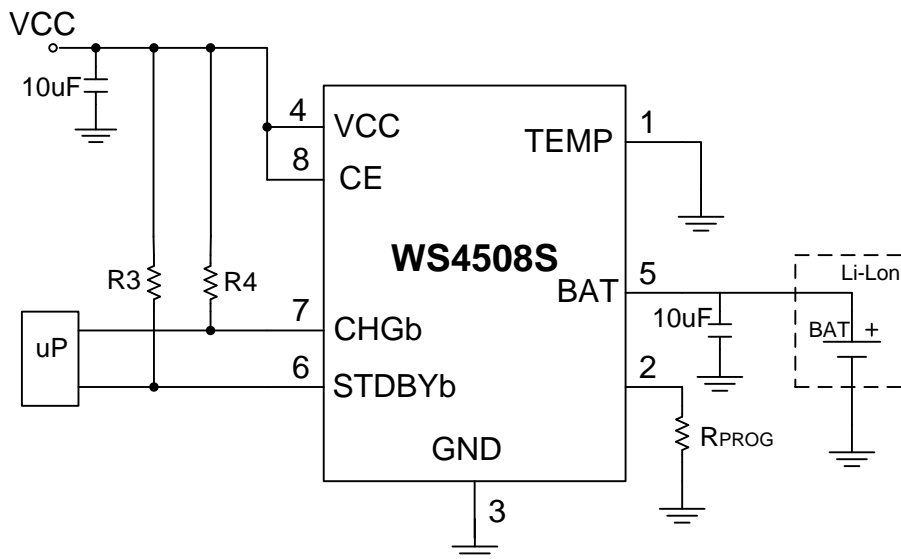 VCC
10uF
4
VCC
8
CE
TEMP
1
WS4508S
R3
R4
BAT
5
Li-Lon
10uF
BAT +
7
CHGb
uP
6
STDBYb
2
RPROG
GND
3